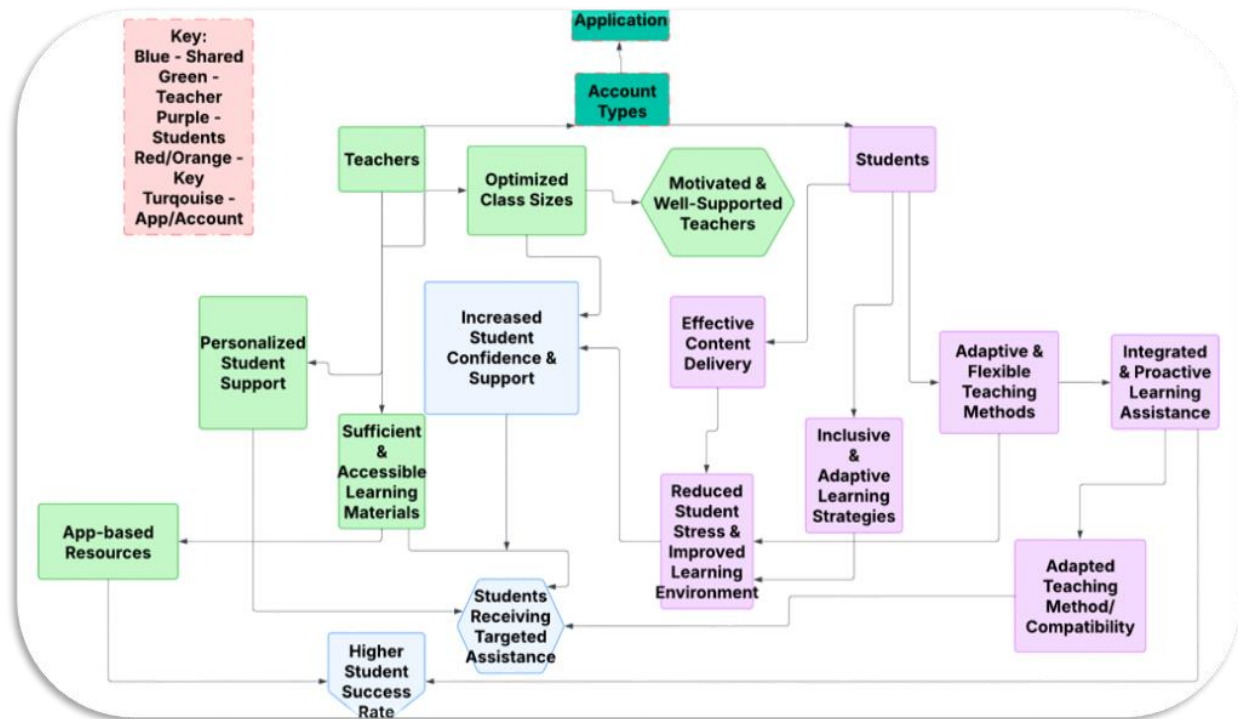 Application
Key:
Blue - Shared
Green -
Teacher
Purple -
Students
Red/Orange -
Key
Turqouise -
App/Account
Account
Types
Teachers
Optimized
Class Sizes
Motivated &
Well-Supported
Teachers
Students
Personalized
Student
Support
Increased
Student
Confidence &
Support
Effective
Content
Delivery
Adaptive &
Flexible
Teaching
Methods
Integrated
& Proactive
Learning
Assistance
Sufficient
&
Accessible
Learning
Materials
Inclusive
&
Adaptive
Learning
Strategies
App-based
Resources
Reduced
Student
Stress &
Improved
Learning
Environment
Adapted
Teaching
Method/
Compatibility
Students
Receiving
Targeted
Assistance
Higher
Student
Success
Rate